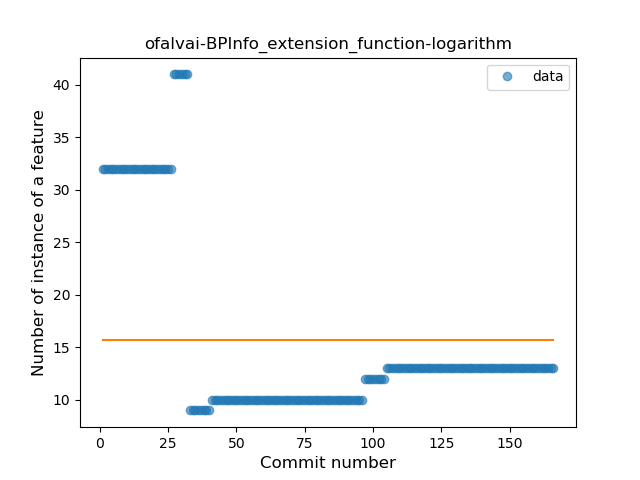 ofalvai-BPInfo_extension_function-logarithm
data
Number of instance of a feature
40
35
30
25
20
15
10
0 25 50 75 100 125 150
Commit number